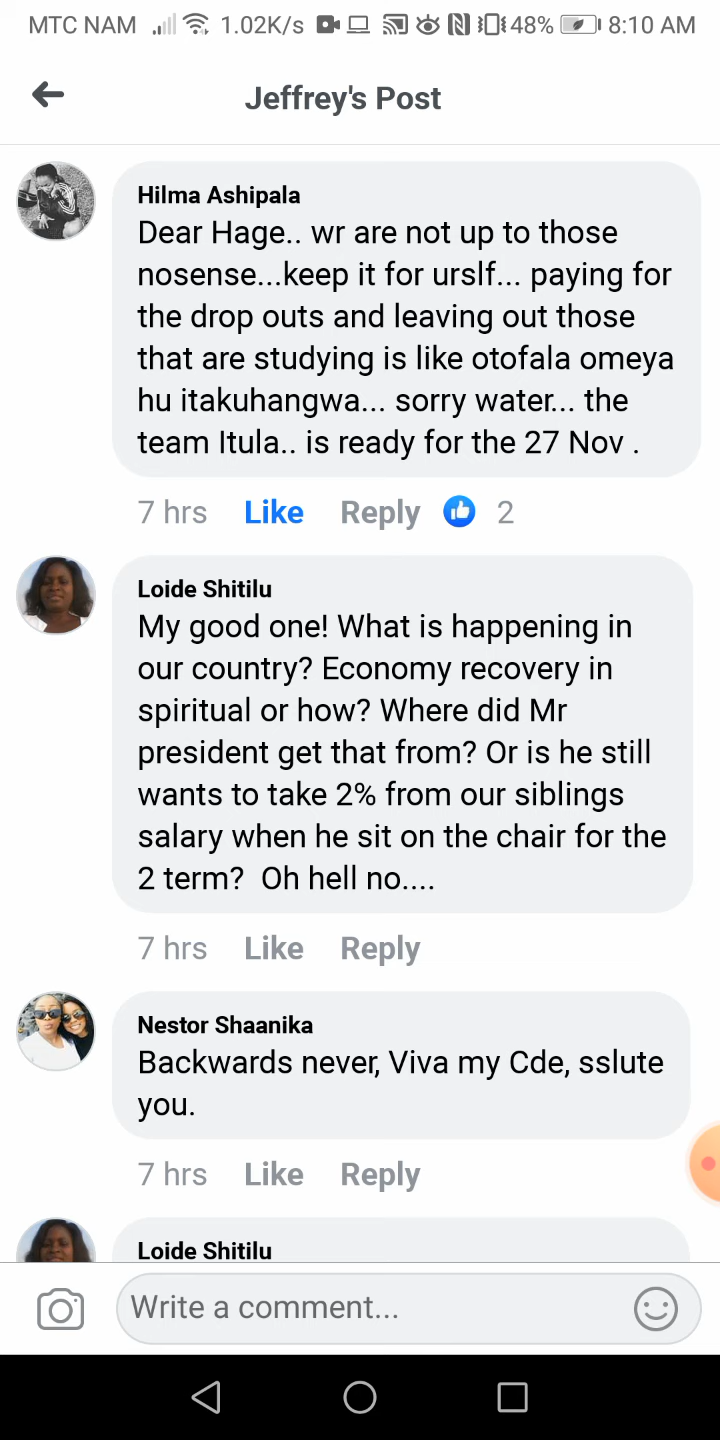 MTC NAM 1.02K/s 48% 8:10 AM
Jeffrey's Post
Hilma Ashipala
Dear Hage.. wr are not up to those
nosense...keep it for urslf... paying for
the drop outs and leaving out those
that are studying is like otofala omeya
hu itakuhangwa... sorry water... the
team Itula.. is ready for the 27 Nov .
7 hrs Like Reply 2
Loide Shitilu
My good one! What is happening in
our country? Economy recovery in
spiritual or how? Where did Mr
president get that from? Or is he still
wants to take 2% from our siblings
salary when he sit on the chair for the
2 term?  Oh hell no....
7 hrs Like Reply
Nestor Shaanika
Backwards never, Viva my Cde, sslute
you.
7 hrs Like Reply
Loide Shitilu
Write a comment...